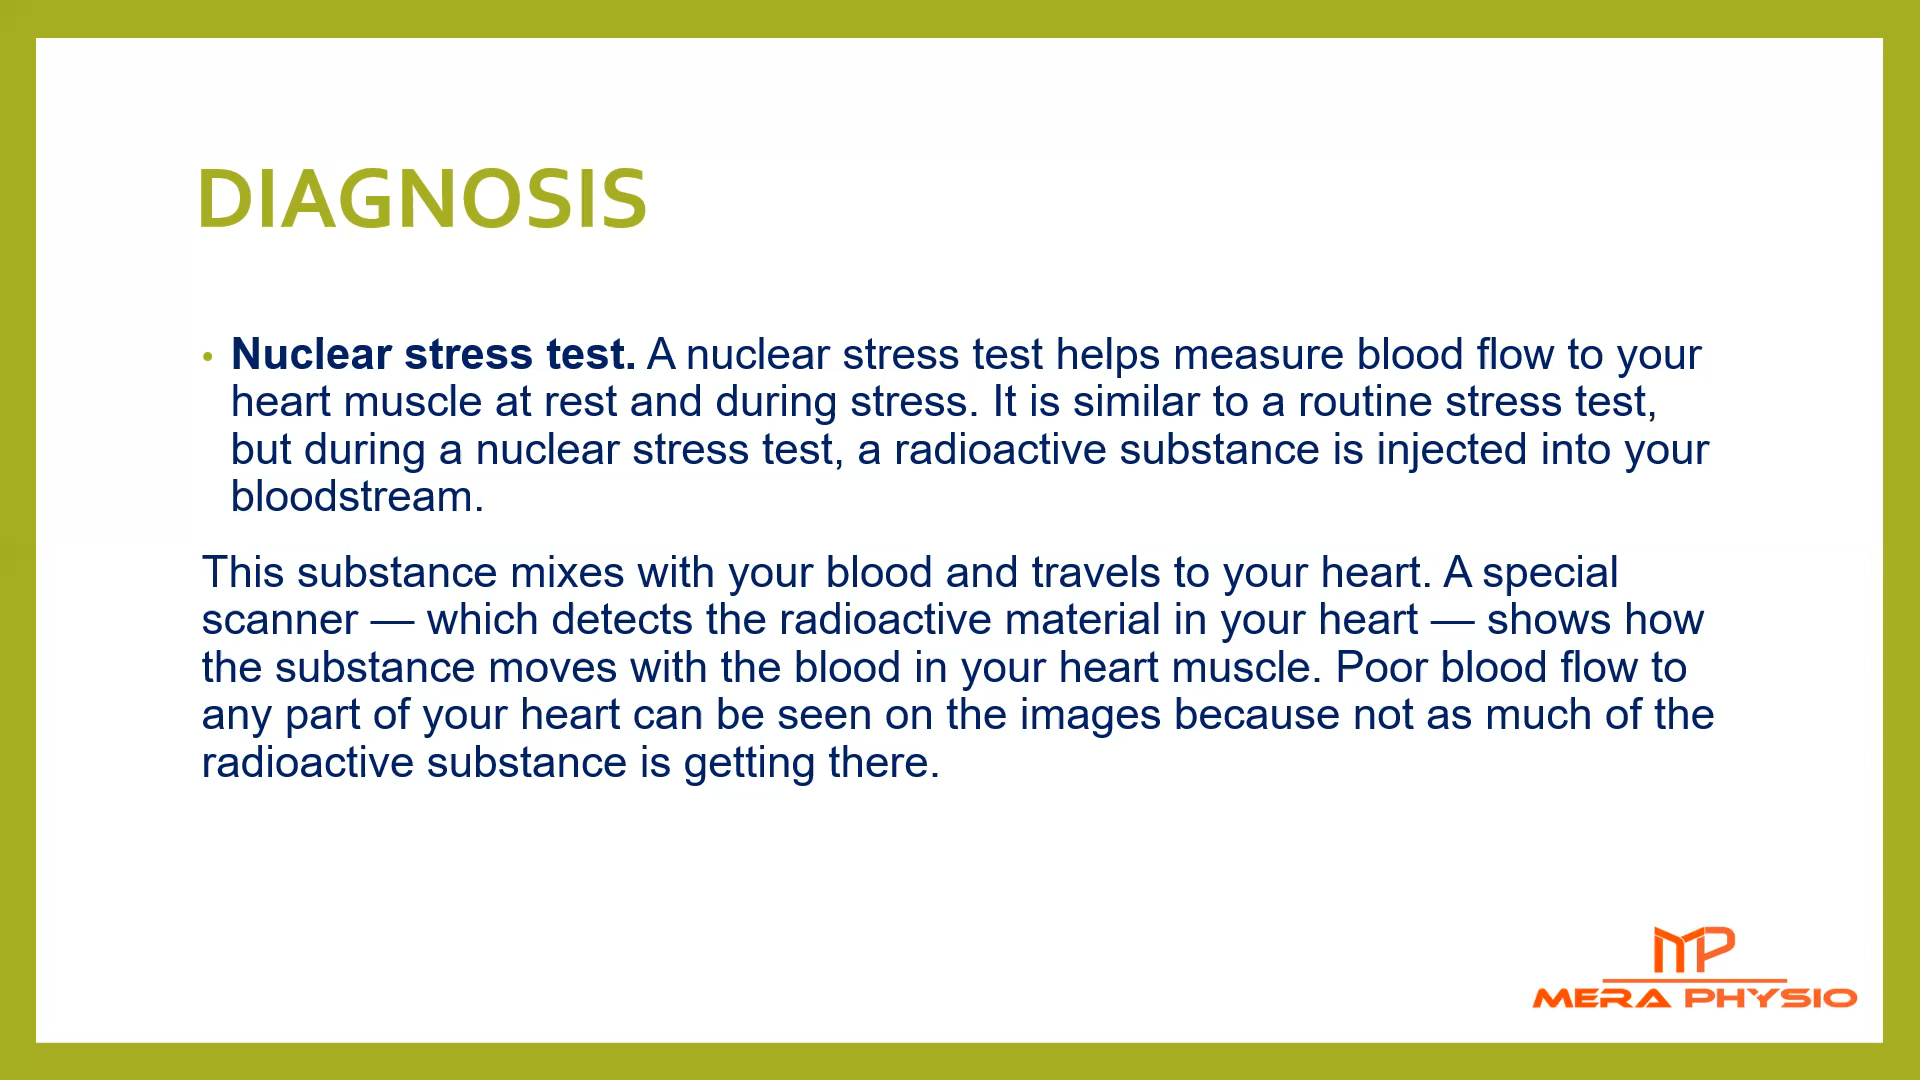 DIAGNOSIS
• Nuclear stress test. A nuclear stress test helps measure blood flow to your
heart muscle at rest and during stress. It is similar to a routine stress test,
but during a nuclear stress test, a radioactive substance is injected into your
bloodstream.
This substance mixes with your blood and travels to your heart. A special
scanner — which detects the radioactive material in your heart — shows how
the substance moves with the blood in your heart muscle. Poor blood flow to
any part of your heart can be seen on the images because not as much of the
radioactive substance is getting there.
MP
MERA PHYSIO